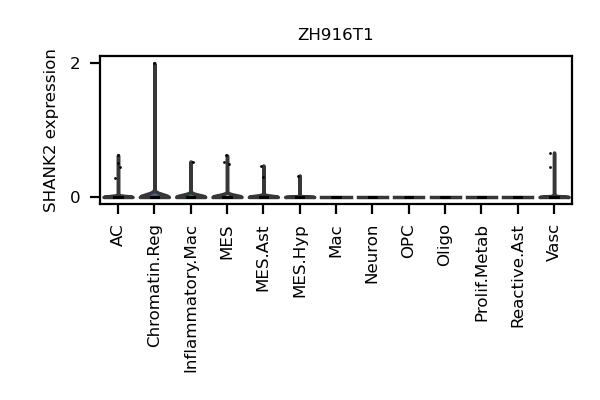 ZH916T1
SHANK2 expression
2
0
AC
Chromatin.Reg
Inflammatory.Mac
MES
MES.Ast
MES.Hyp
Mac
Neuron
OPC
Oligo
Prolif.Metab
Reactive.Ast
Vasc